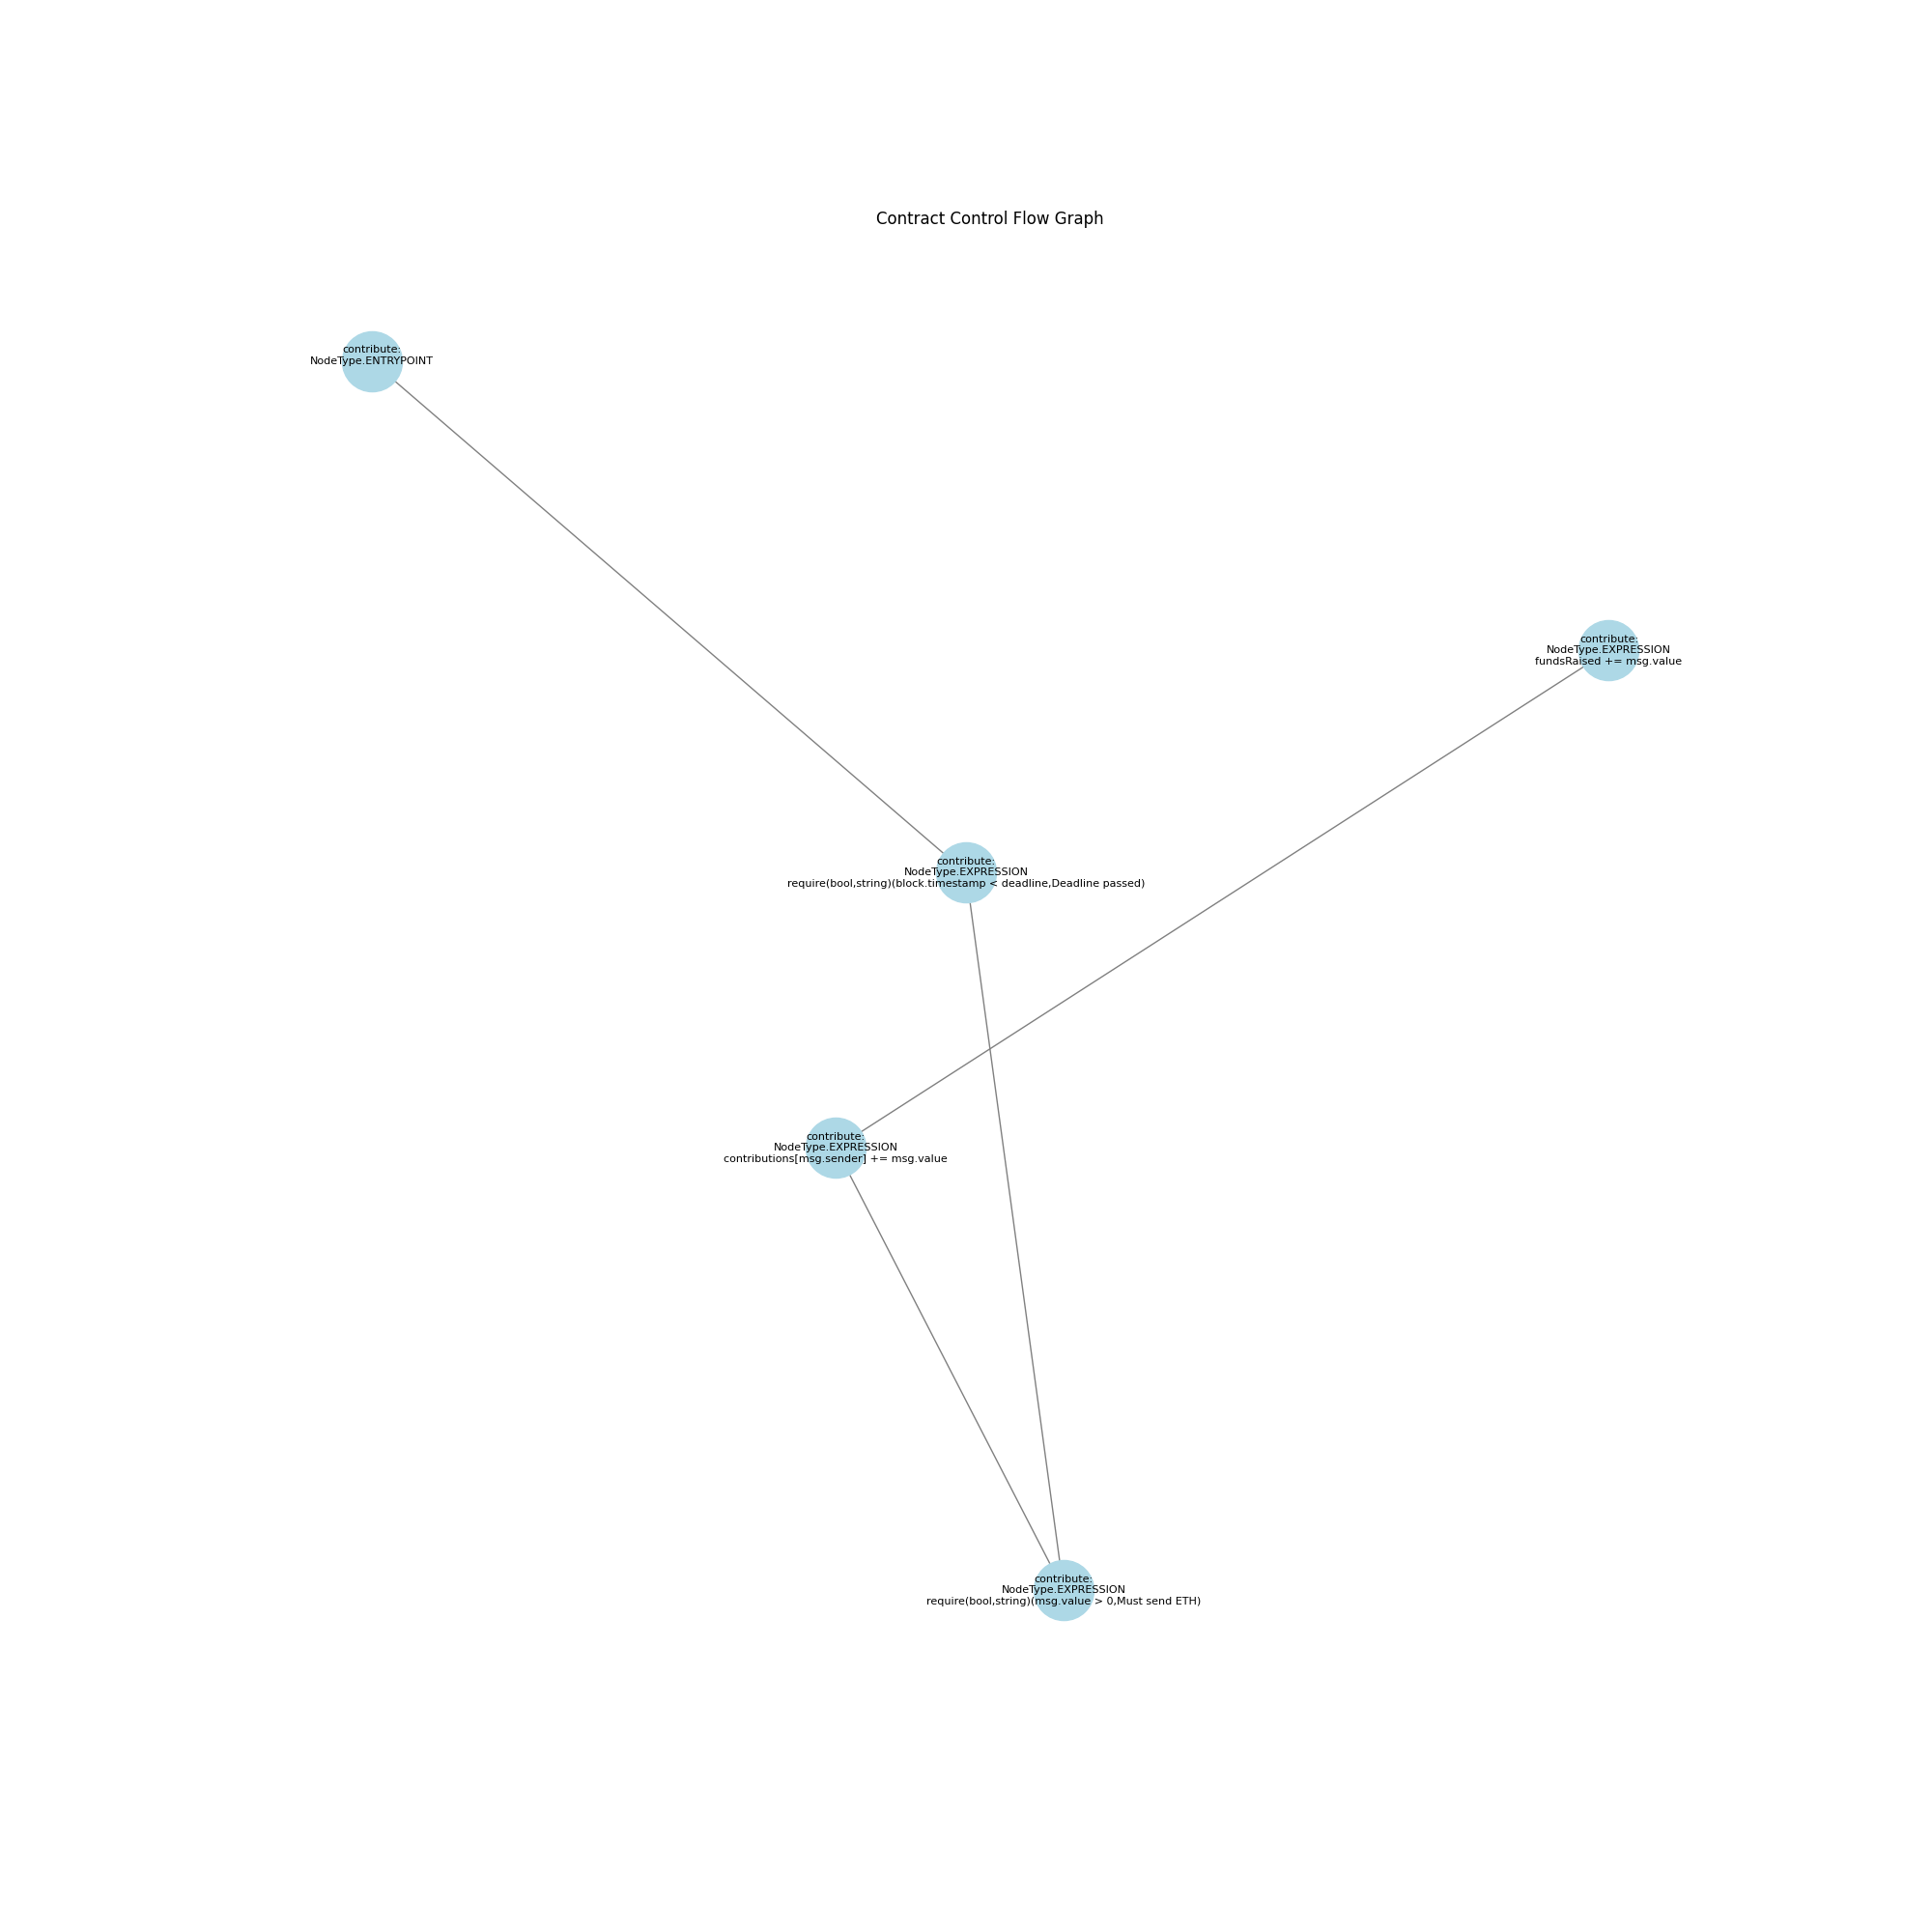 Contract Control Flow Graph
contribute:
NodeType.ENTRYPOINT
contribute:
NodeType.EXPRESSION
fundsRaised += msg.value
contribute:
NodeType.EXPRESSION
require(bool,string)(block.timestamp < deadline,Deadline passed)
contribute:
NodeType.EXPRESSION
contributions[msg.sender] += msg.value
contribute:
NodeType.EXPRESSION
require(bool,string)(msg.value > 0,Must send ETH)